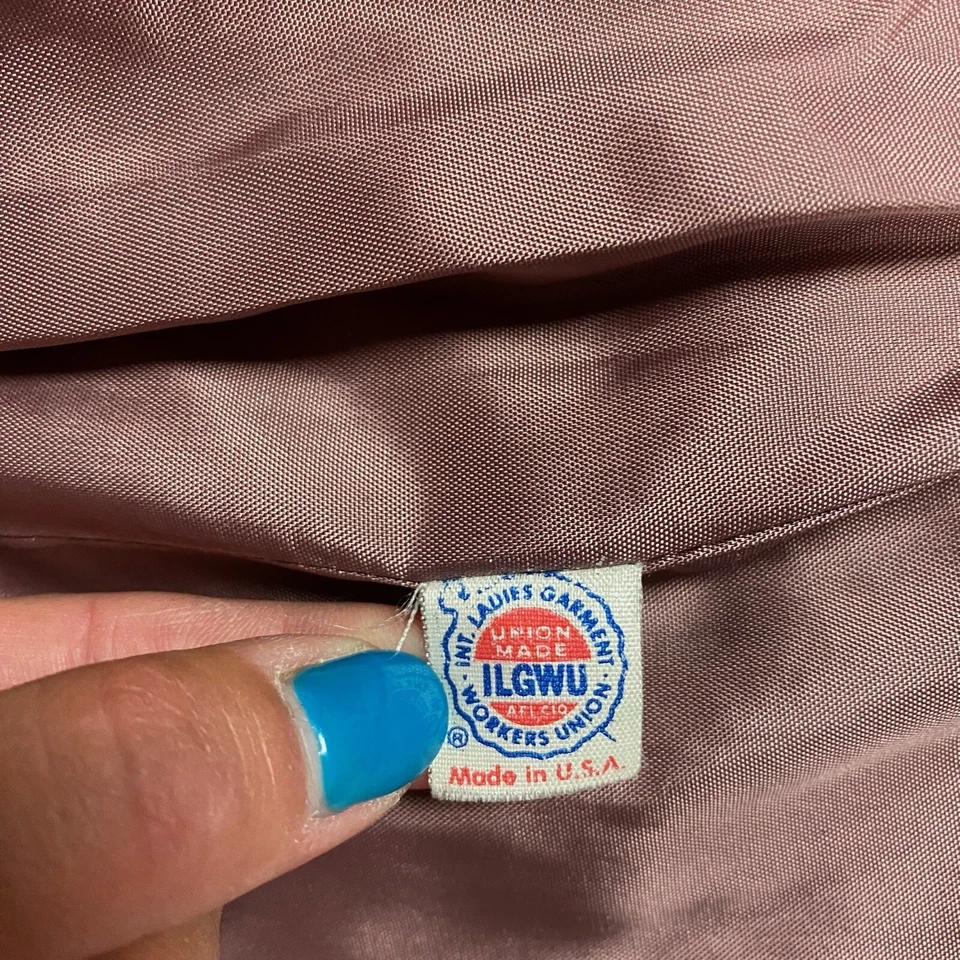 INT. LADIES GARMENT
UNION
MADE
ILGWU
AFL CIO
WORKERS UNION
®
Made in U.S.A